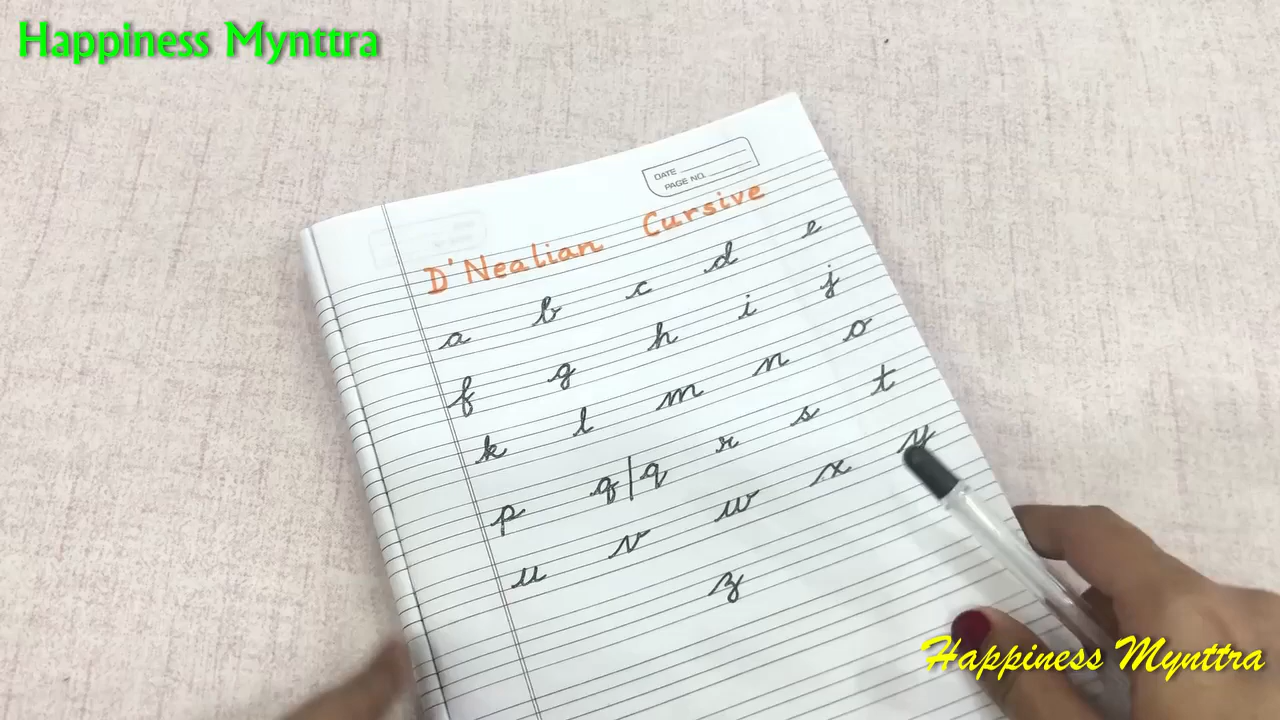 Happiness Mynttra
DATE
PAGE NO.
D'Nealian Cursive
a b c d e
f g h i j
k l m n o
p q|q r s t
u v w x y
z
Happiness Mynttra